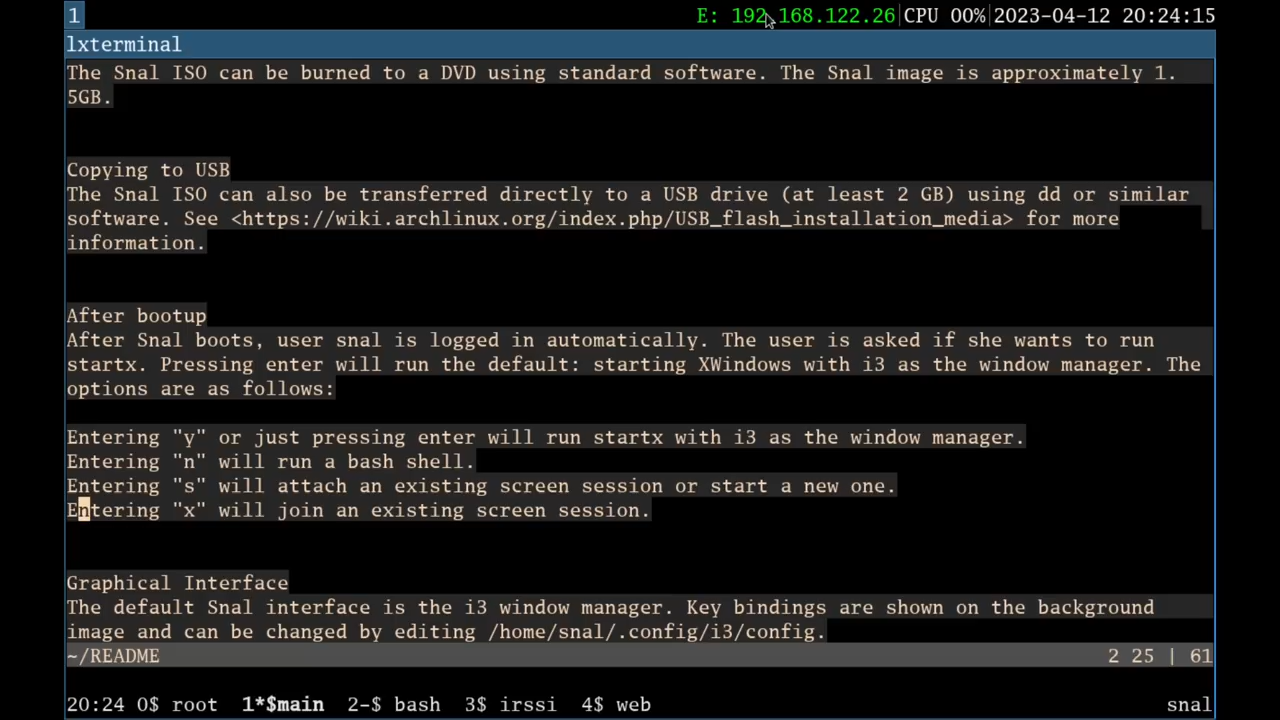 1
E: 192.168.122.26|CPU 00%|2023-04-12 20:24:15
lxterminal
The Snal ISO can be burned to a DVD using standard software. The Snal image is approximately 1.
5GB.
Copying to USB
The Snal ISO can also be transferred directly to a USB drive (at least 2 GB) using dd or similar
software. See <https://wiki.archlinux.org/index.php/USB_flash_installation_media> for more
information.
After bootup
After Snal boots, user snal is logged in automatically. The user is asked if she wants to run
startx. Pressing enter will run the default: starting XWindows with i3 as the window manager. The
options are as follows:
Entering "y" or just pressing enter will run startx with i3 as the window manager.
Entering "n" will run a bash shell.
Entering "s" will attach an existing screen session or start a new one.
Entering "x" will join an existing screen session.
Graphical Interface
The default Snal interface is the i3 window manager. Key bindings are shown on the background
image and can be changed by editing /home/snal/.config/i3/config.
~/README 2 25 | 61
20:24 0$ root 1*$main 2-$ bash 3$ irssi 4$ web snal